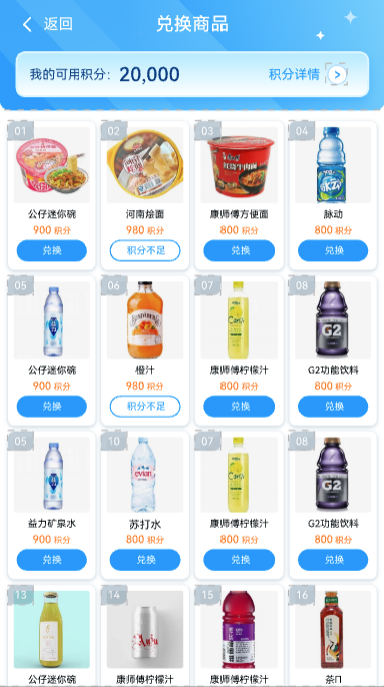 返回
兑换商品
我的可用积分: 20,000
积分详情
01
02
03
04
公仔迷你碗
河南烩面
康师傅方便面
脉动
900 积分
980 积分
800 积分
800 积分
兑换
积分不足
兑换
兑换
05
06
07
08
G2
公仔迷你碗
橙汁
康师傅柠檬汁
G2功能饮料
900 积分
980 积分
800 积分
800 积分
兑换
积分不足
兑换
兑换
05
10
07
08
evian
G2
益力矿泉水
苏打水
康师傅柠檬汁
G2功能饮料
900 积分
800 积分
800 积分
800 积分
兑换
兑换
兑换
兑换
13
14
15
16
公仔迷你碗
康师傅柠檬汁
康师傅柠檬汁
茶π